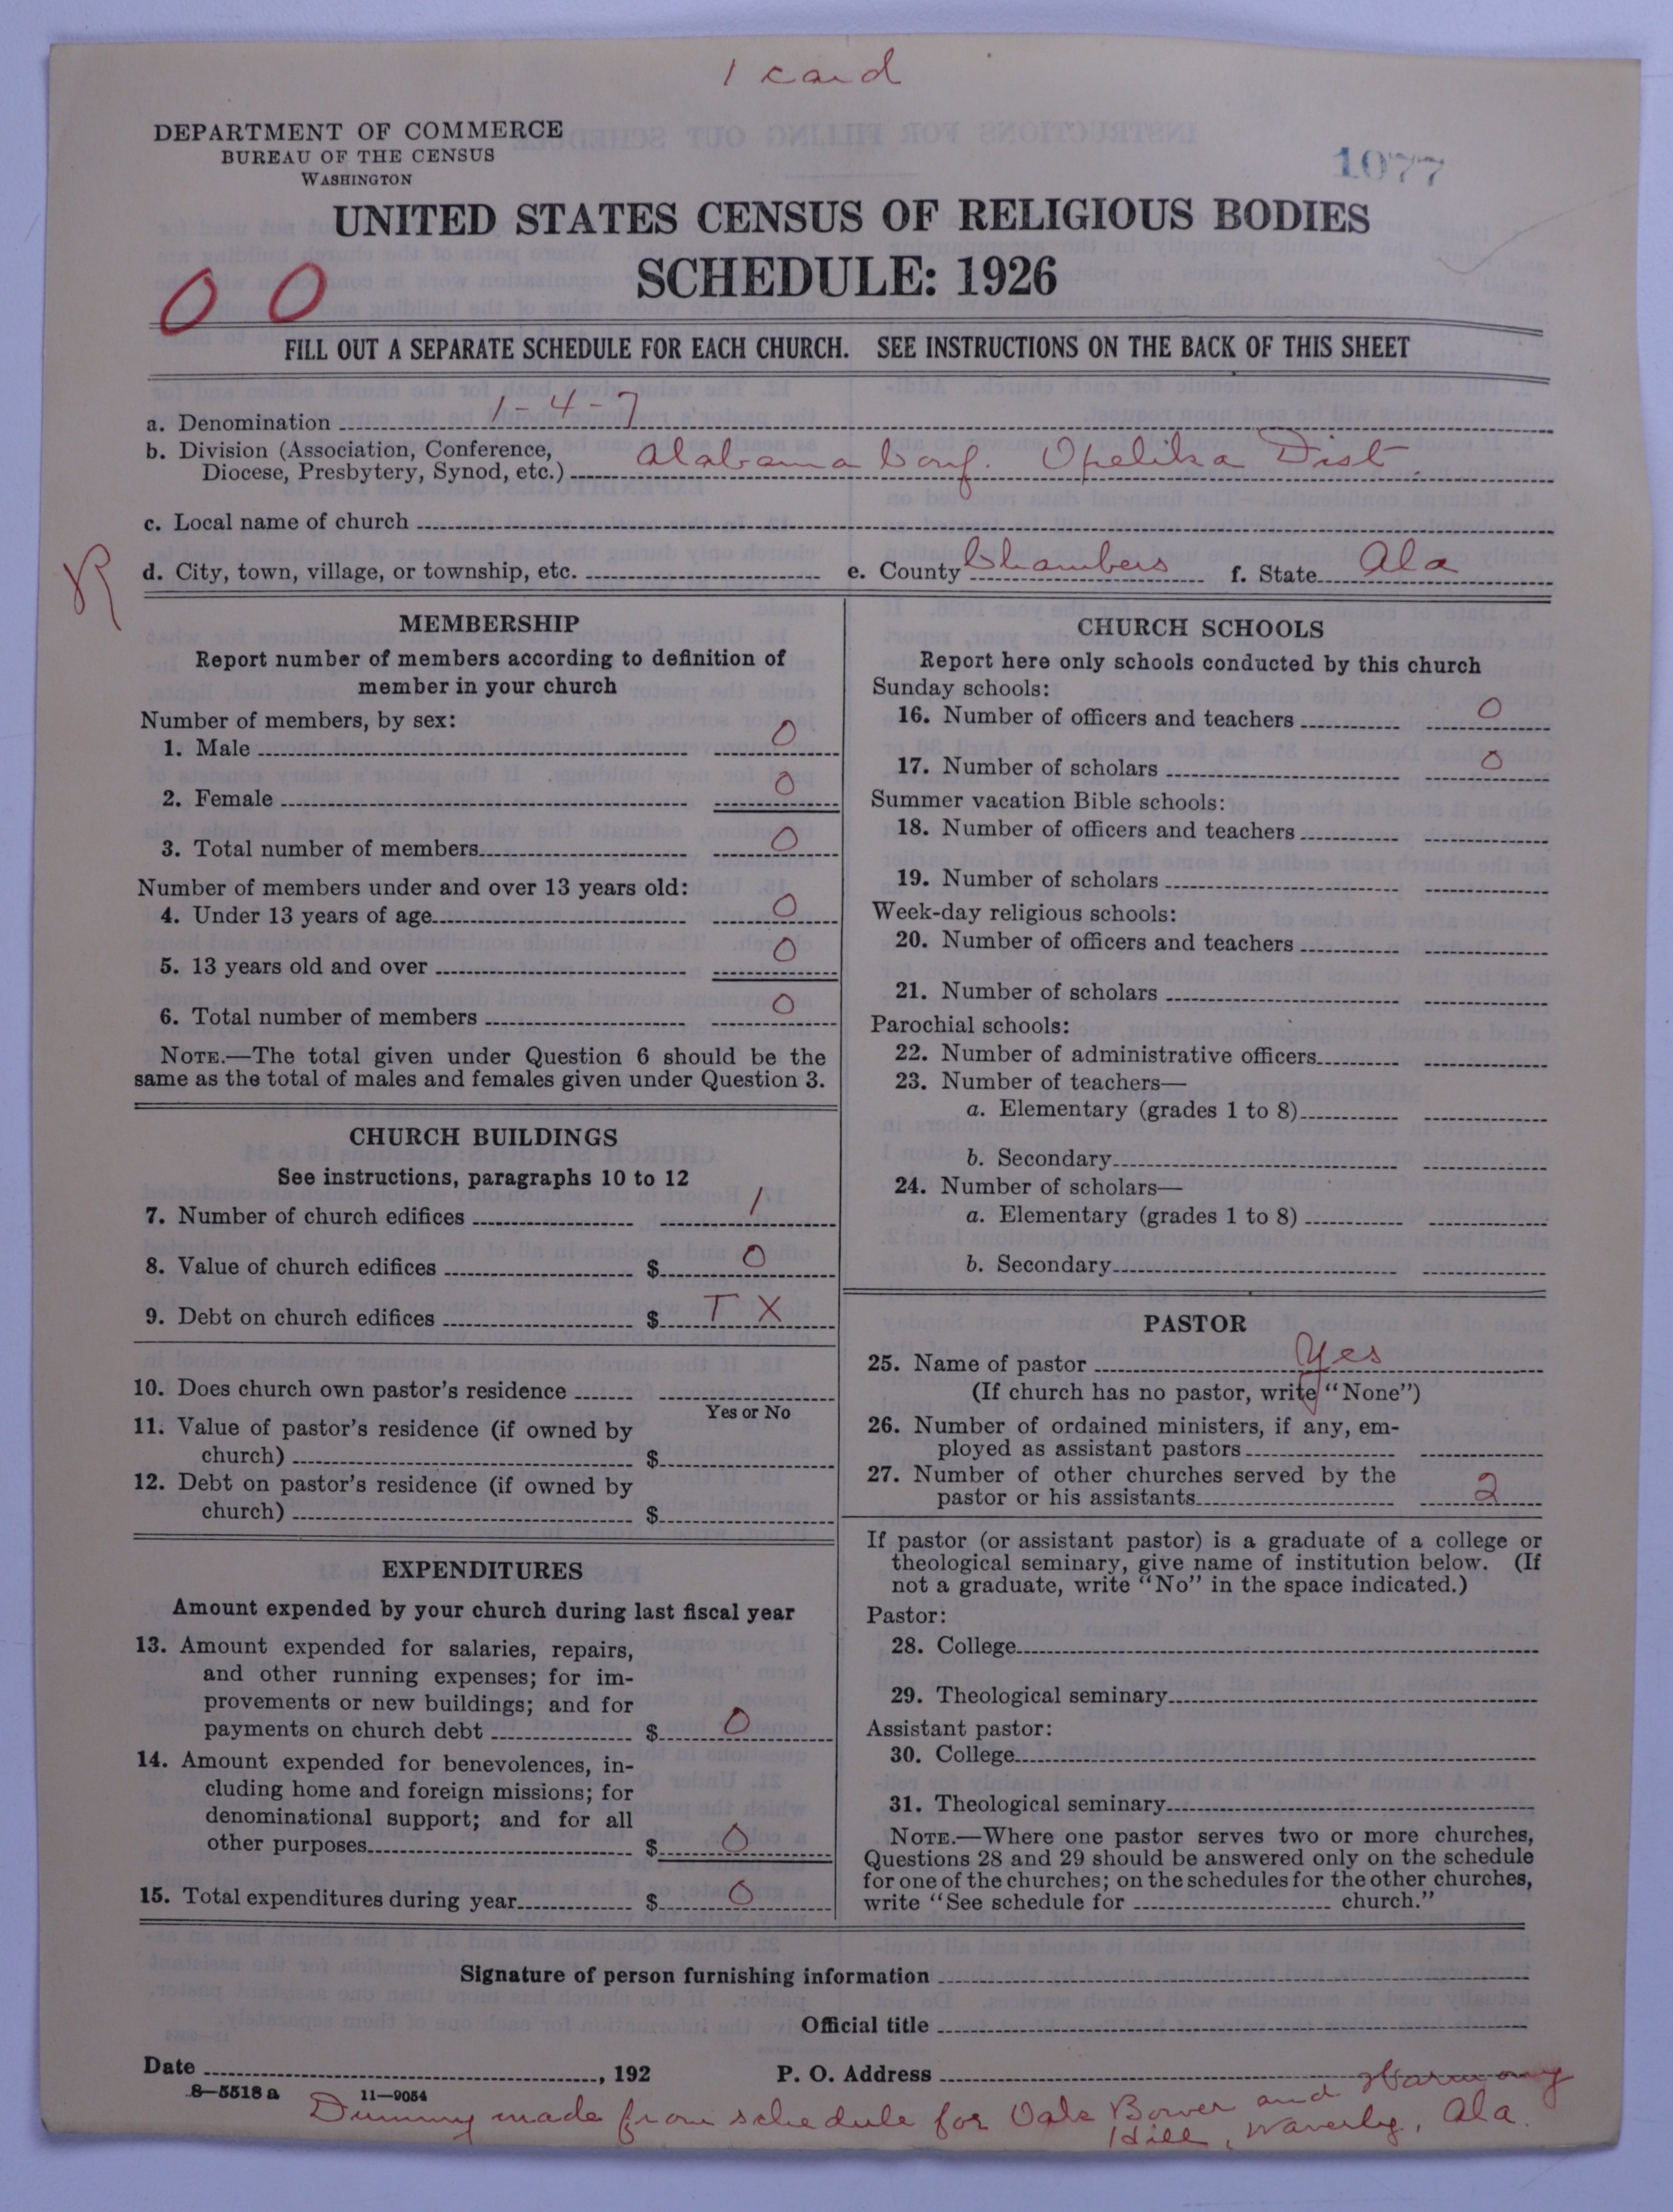 1 card
DEPARTMENT OF COMMERCE
BUREAU OF THE CENSUS
WASHINGTON
1077
UNITED STATES CENSUS OF RELIGIOUS BODIES
SCHEDULE: 1926
0 0
FILL OUT A SEPARATE SCHEDULE FOR EACH CHURCH. SEE INSTRUCTIONS ON THE BACK OF THIS SHEET
a. Denomination 1-4-7
b. Division (Association, Conference,
Diocese, Presbytery, Synod, etc.) Alabama Conf. Opelika Dist.
c. Local name of church
R
d. City, town, village, or township, etc. e. County Chambers f. State Ala
MEMBERSHIP
Report number of members according to definition of
member in your church
Number of members, by sex:
1. Male 0
2. Female 0
3. Total number of members 0
Number of members under and over 13 years old:
4. Under 13 years of age 0
5. 13 years old and over 0
6. Total number of members 0
NOTE.—The total given under Question 6 should be the
same as the total of males and females given under Question 3.
CHURCH BUILDINGS
See instructions, paragraphs 10 to 12
7. Number of church edifices 1
8. Value of church edifices $ 0
9. Debt on church edifices $ T X
10. Does church own pastor's residence
Yes or No
11. Value of pastor's residence (if owned by
church) $
12. Debt on pastor's residence (if owned by
church) $
EXPENDITURES
Amount expended by your church during last fiscal year
13. Amount expended for salaries, repairs,
and other running expenses; for im-
provements or new buildings; and for
payments on church debt $ 0
14. Amount expended for benevolences, in-
cluding home and foreign missions; for
denominational support; and for all
other purposes $ 0
15. Total expenditures during year $ 0
CHURCH SCHOOLS
Report here only schools conducted by this church
Sunday schools:
16. Number of officers and teachers 0
17. Number of scholars 0
Summer vacation Bible schools:
18. Number of officers and teachers
19. Number of scholars
Week-day religious schools:
20. Number of officers and teachers
21. Number of scholars
Parochial schools:
22. Number of administrative officers
23. Number of teachers—
a. Elementary (grades 1 to 8)
b. Secondary
24. Number of scholars—
a. Elementary (grades 1 to 8)
b. Secondary
PASTOR
25. Name of pastor Yes
(If church has no pastor, write "None")
26. Number of ordained ministers, if any, em-
ployed as assistant pastors
27. Number of other churches served by the
pastor or his assistants 2
If pastor (or assistant pastor) is a graduate of a college or
theological seminary, give name of institution below. (If
not a graduate, write "No" in the space indicated.)
Pastor:
28. College
29. Theological seminary
Assistant pastor:
30. College
31. Theological seminary
NOTE.—Where one pastor serves two or more churches,
Questions 28 and 29 should be answered only on the schedule
for one of the churches; on the schedules for the other churches,
write "See schedule for church."
Signature of person furnishing information
Official title
Date , 192 P. O. Address
8-5518 a 11—9054
Dummy made from schedule for Oak Bower and Harmony
Hill, Waverly, Ala.